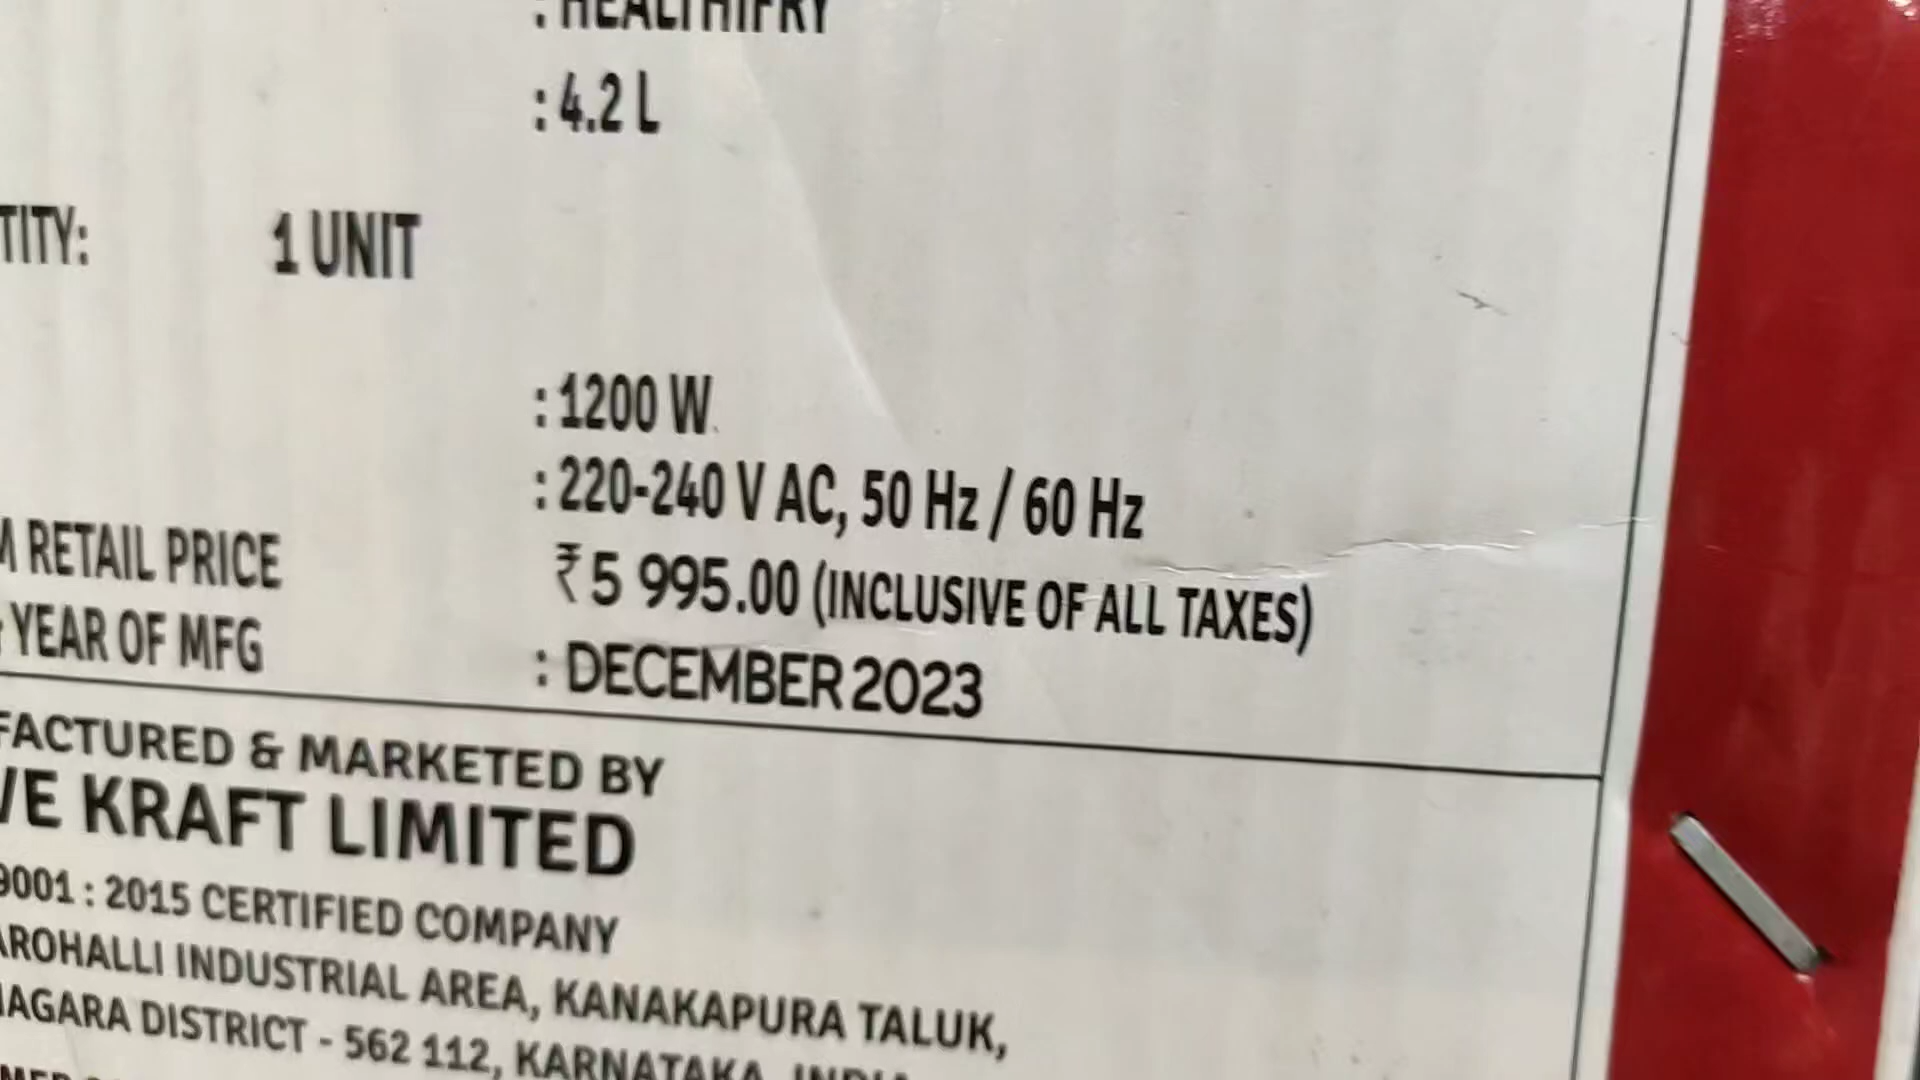 : HEALTHIFRY
: 4.2 L
TITY: 1 UNIT
: 1200 W
: 220-240 V AC, 50 Hz / 60 Hz
M RETAIL PRICE ₹ 5 995.00 (INCLUSIVE OF ALL TAXES)
YEAR OF MFG : DECEMBER 2023
FACTURED & MARKETED BY
VE KRAFT LIMITED
9001 : 2015 CERTIFIED COMPANY
AROHALLI INDUSTRIAL AREA, KANAKAPURA TALUK,
NAGARA DISTRICT - 562 112, KARNATAKA, INDIA